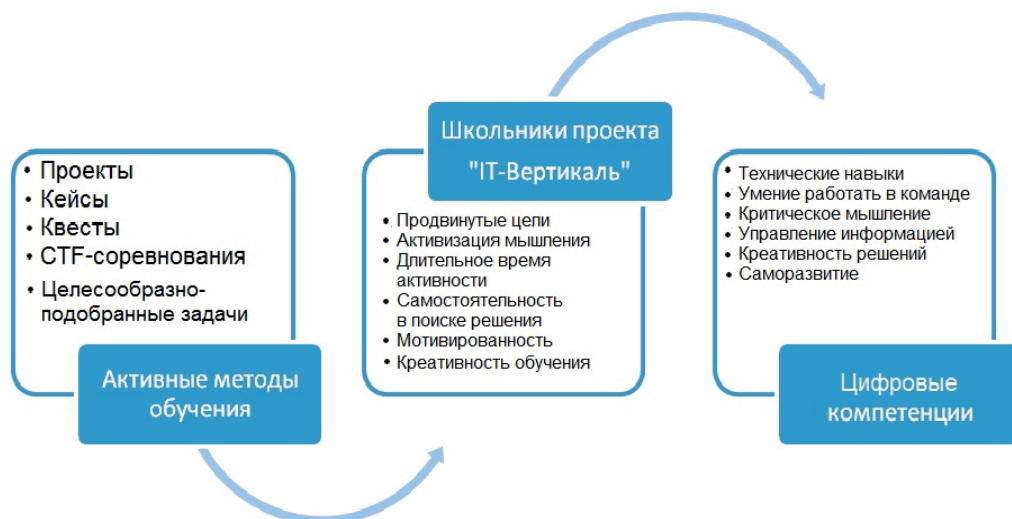 • Проекты
• Кейсы
• Квесты
• CTF-соревнования
• Целесообразно-
подобранные задачи
Активные методы
обучения
Школьники проекта
"IT-Вертикаль"
• Продвинутые цели
• Активизация мышления
• Длительное время
активности
• Самостоятельность
в поиске решения
• Мотивированность
• Креативность обучения
• Технические навыки
• Умение работать в команде
• Критическое мышление
• Управление информацией
• Креативность решений
• Саморазвитие
Цифровые
компетенции